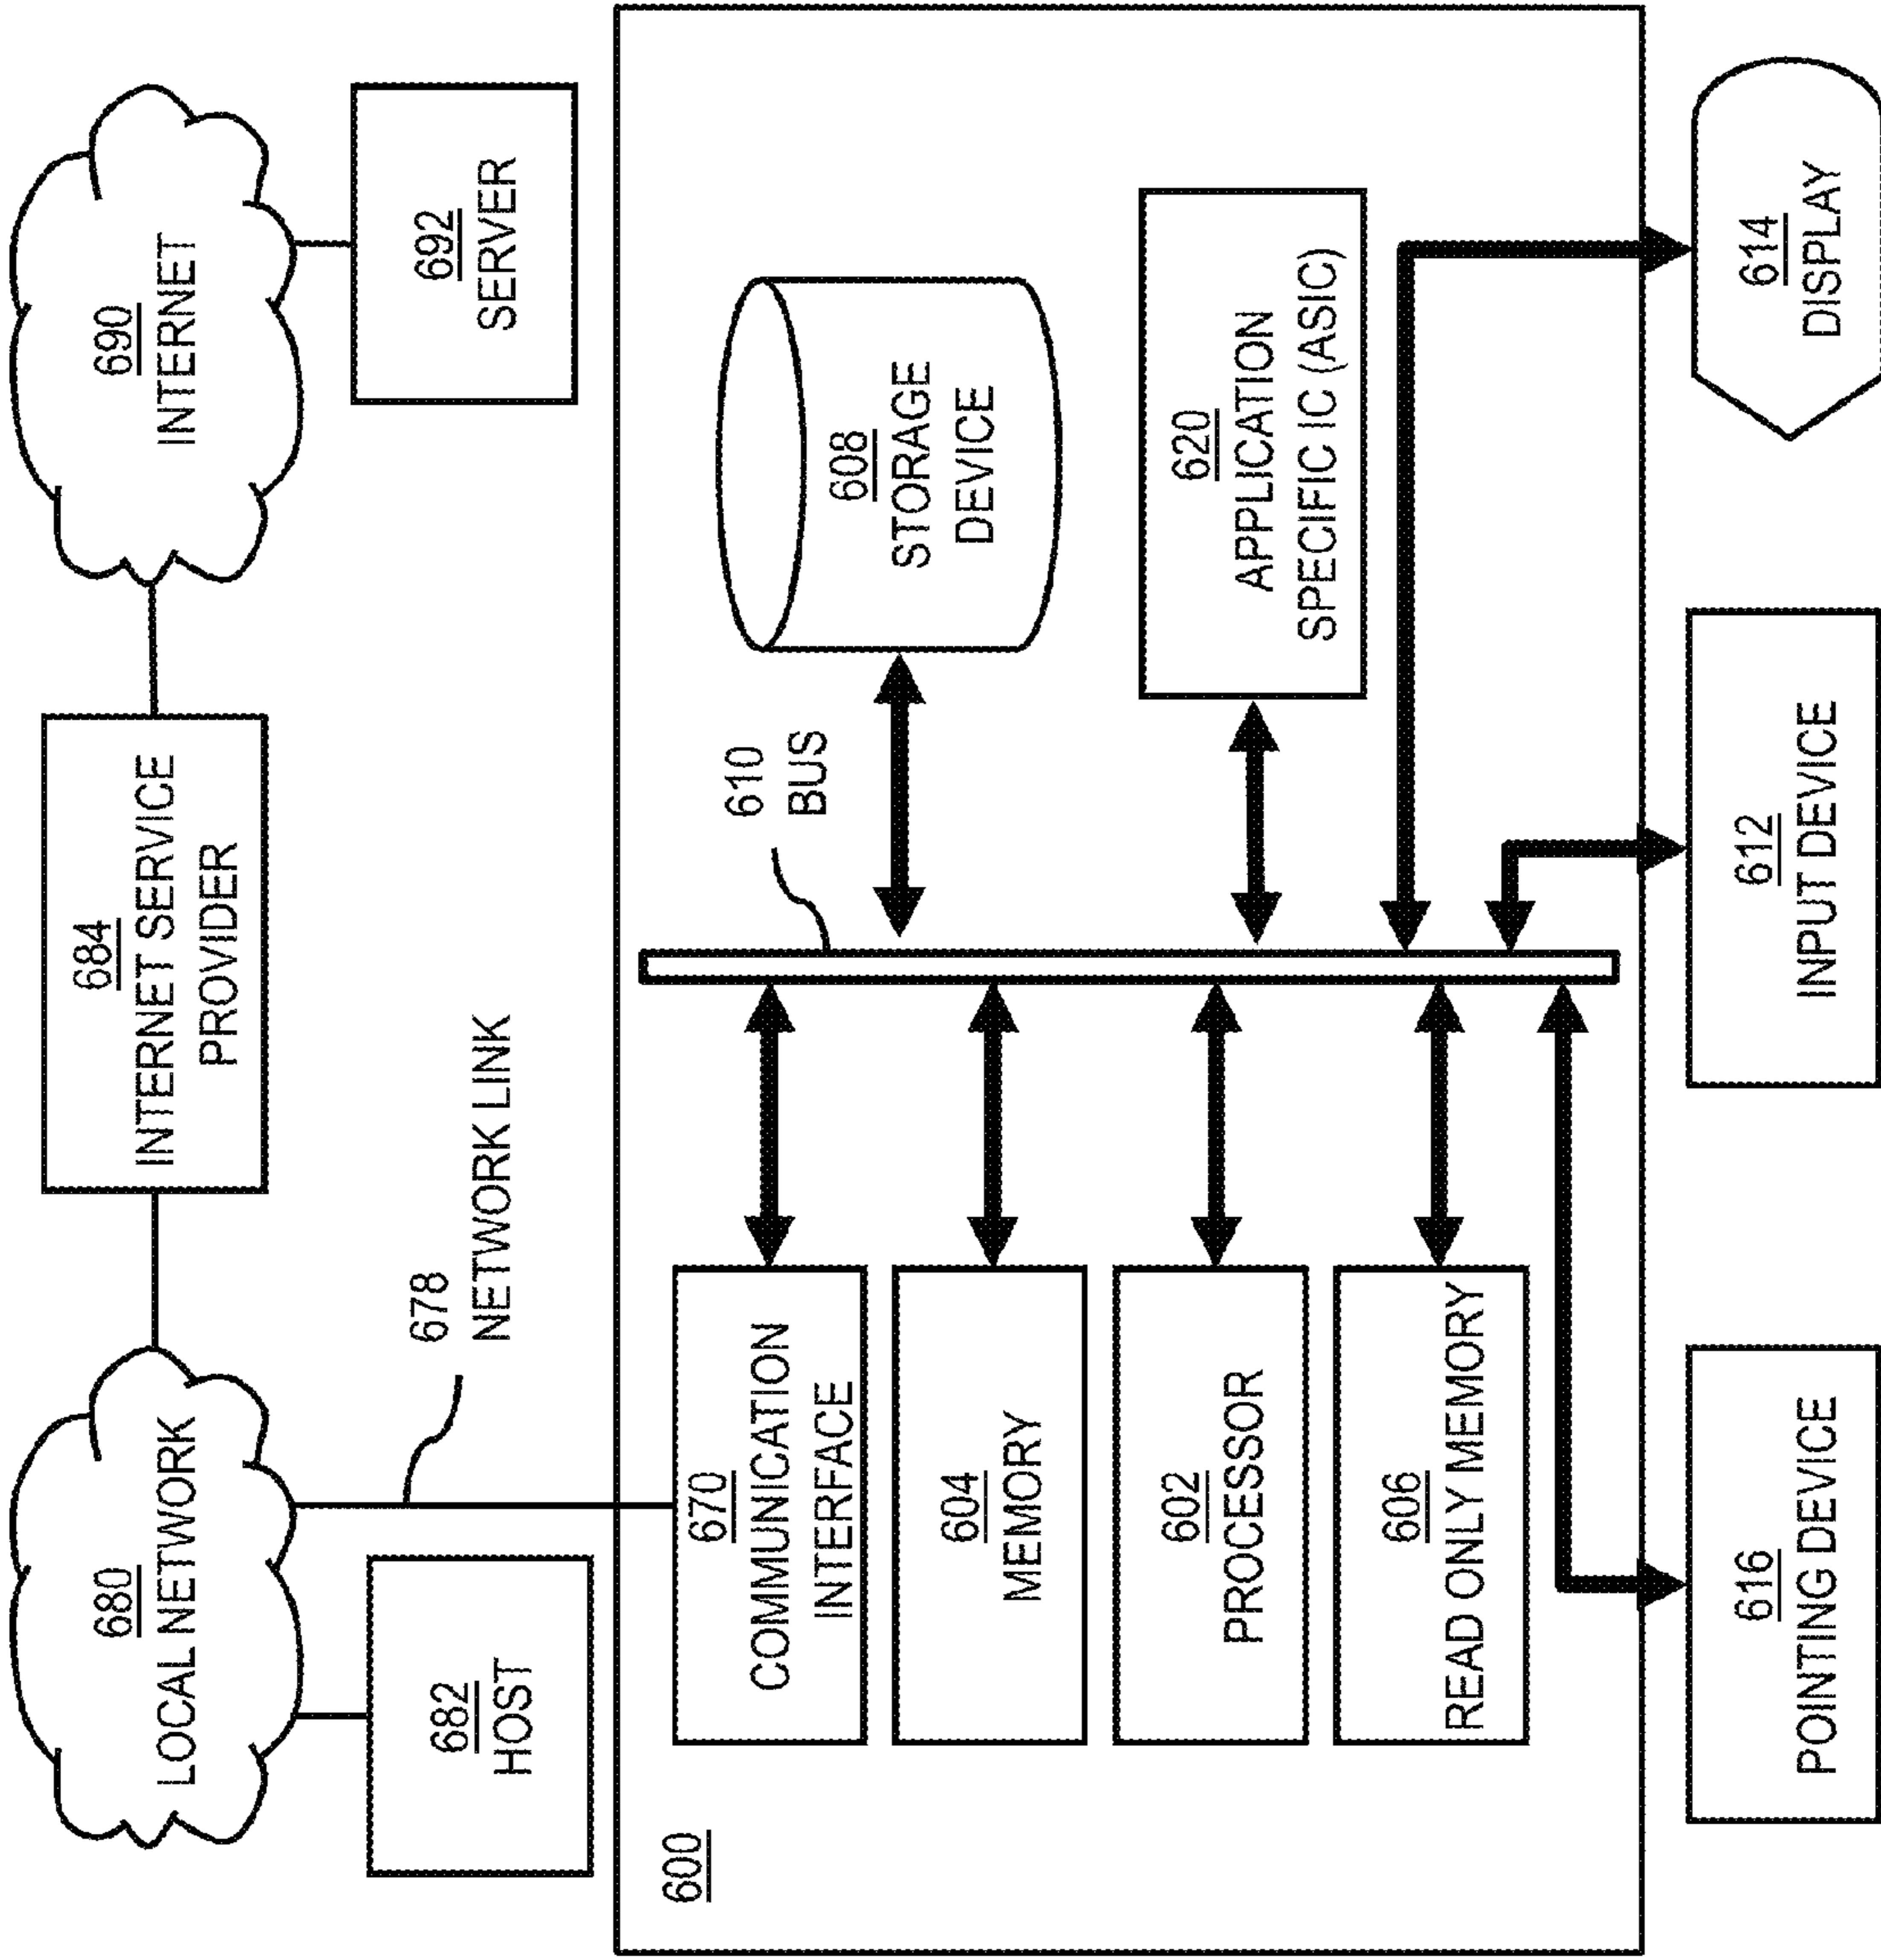 680
LOCAL NETWORK
684
INTERNET SERVICE
PROVIDER
690
INTERNET
682
HOST
678
NETWORK LINK
692
SERVER
600
670
COMMUNICATION
INTERFACE
610
BUS
608
STORAGE
DEVICE
604
MEMORY
602
PROCESSOR
620
APPLICATION
SPECIFIC IC (ASIC)
606
READ ONLY MEMORY
616
POINTING DEVICE
612
INPUT DEVICE
614
DISPLAY